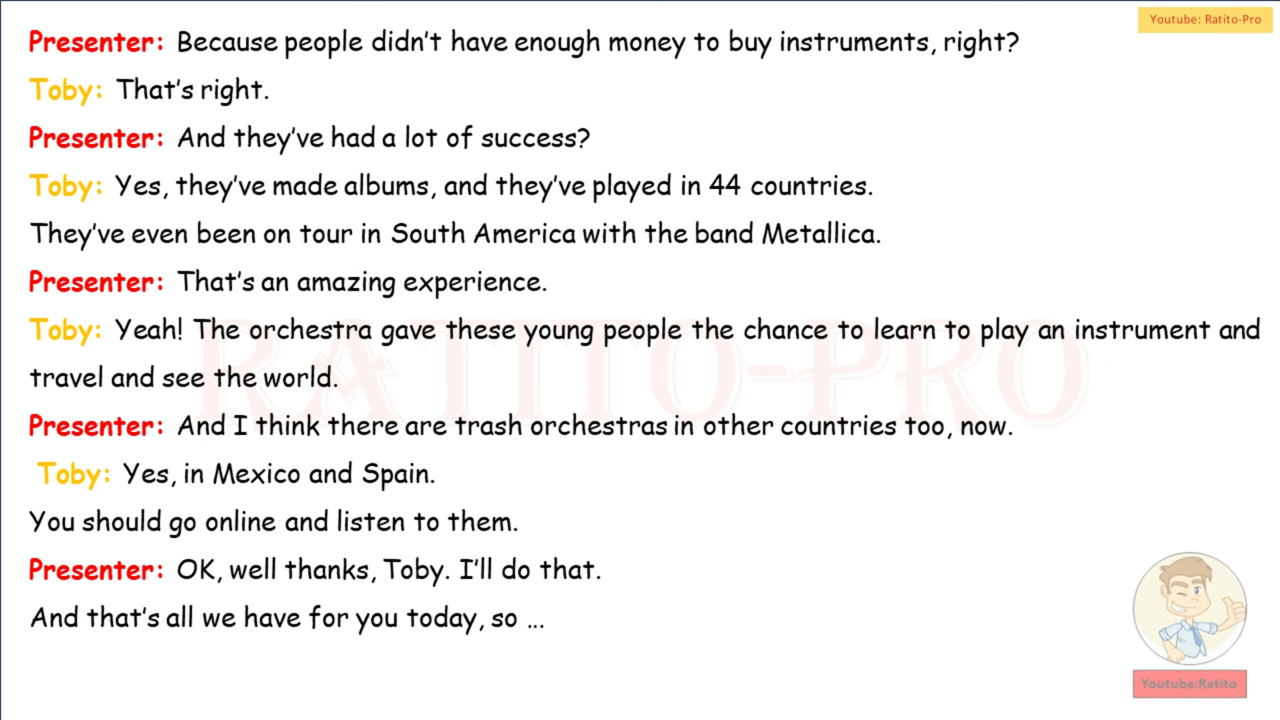 Youtube: Ratito-Pro
Presenter: Because people didn't have enough money to buy instruments, right?
Toby: That's right.
Presenter: And they've had a lot of success?
Toby: Yes, they've made albums, and they've played in 44 countries.
They've even been on tour in South America with the band Metallica.
Presenter: That's an amazing experience.
Toby: Yeah! The orchestra gave these young people the chance to learn to play an instrument and
travel and see the world.
RATITO-PRO
Presenter: And I think there are trash orchestras in other countries too, now.
Toby: Yes, in Mexico and Spain.
You should go online and listen to them.
Presenter: OK, well thanks, Toby. I'll do that.
And that's all we have for you today, so ...
Youtube:Ratito